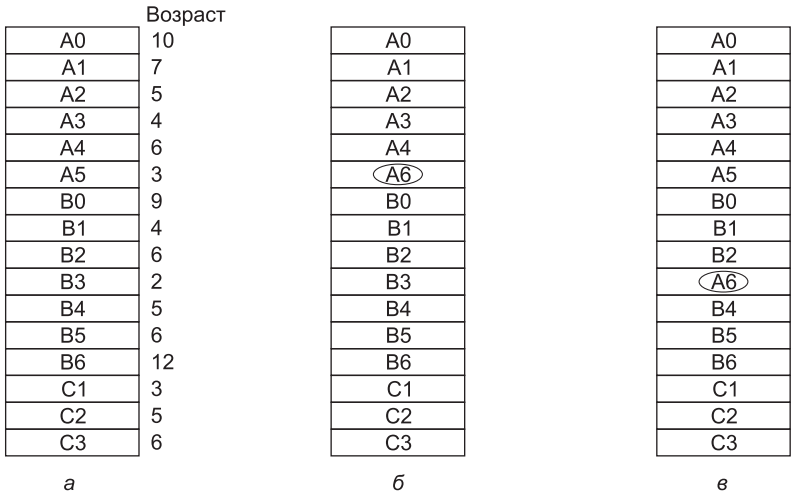 Возраст
A0 10 A0 A0
A1 7 A1 A1
A2 5 A2 A2
A3 4 A3 A3
A4 6 A4 A4
A5 3 A6 A5
B0 9 B0 B0
B1 4 B1 B1
B2 6 B2 B2
B3 2 B3 A6
B4 5 B4 B4
B5 6 B5 B5
B6 12 B6 B6
C1 3 C1 C1
C2 5 C2 C2
C3 6 C3 C3
а б в